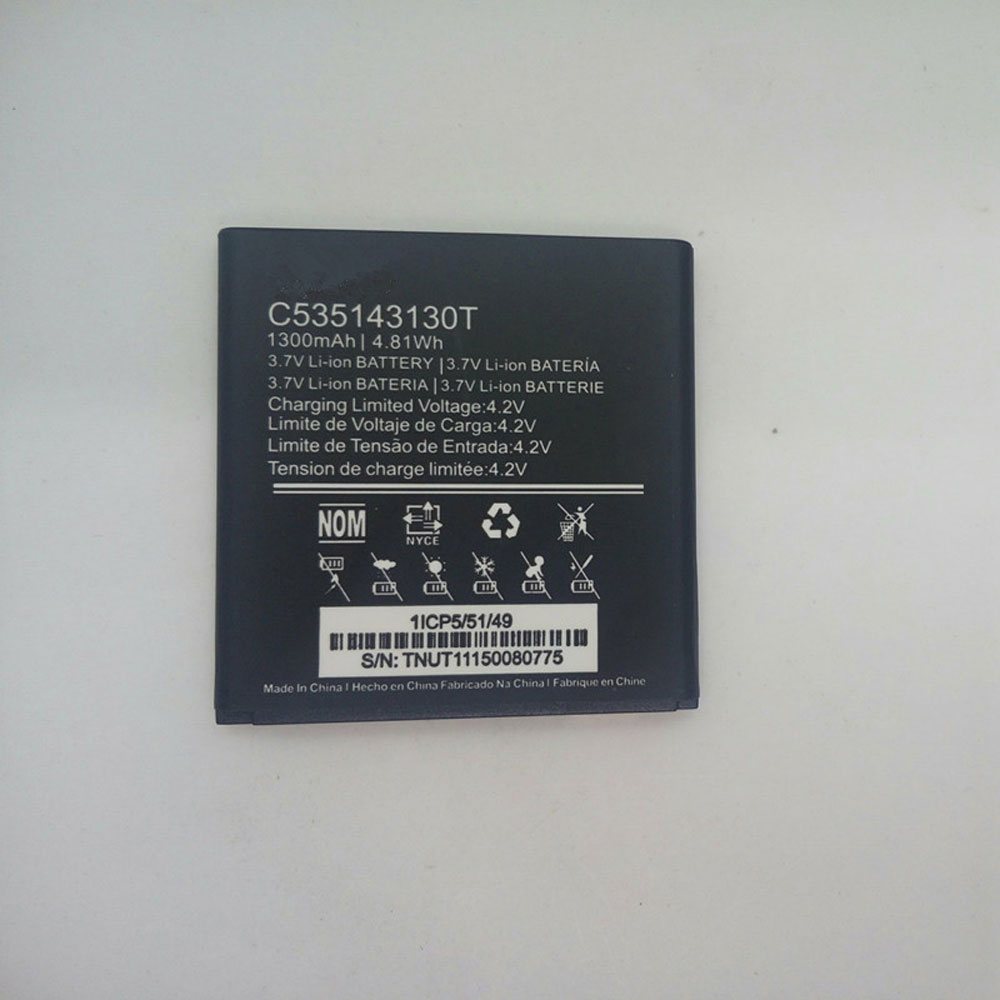 C535143130T
1300mAh | 4.81Wh
3.7V Li-ion BATTERY | 3.7V Li-ion BATERÍA
3.7V Li-ion BATERIA | 3.7V Li-ion BATTERIE
Charging Limited Voltage:4.2V
Limite de Voltaje de Carga:4.2V
Limite de Tensão de Entrada:4.2V
Tension de charge limitée:4.2V
NOM NYCE
1ICP5/51/49
S/N: TNUT11150080775
Made In China I Hecho en China Fabricado Na China I Fabrique en Chine